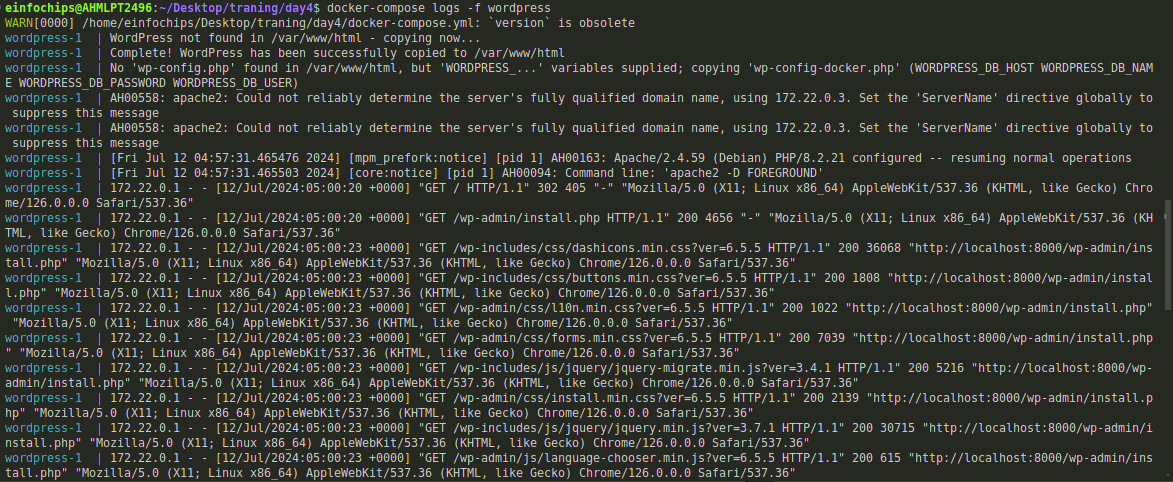 einfochips@AHMLPT2496:~/Desktop/traning/day4$ docker-compose logs -f wordpress
WARN[0000] /home/einfochips/Desktop/traning/day4/docker-compose.yml: `version` is obsolete
wordpress-1  | WordPress not found in /var/www/html - copying now...
wordpress-1  | Complete! WordPress has been successfully copied to /var/www/html
wordpress-1  | No 'wp-config.php' found in /var/www/html, but 'WORDPRESS_...' variables supplied; copying 'wp-config-docker.php' (WORDPRESS_DB_HOST WORDPRESS_DB_NAM
E WORDPRESS_DB_PASSWORD WORDPRESS_DB_USER)
wordpress-1  | AH00558: apache2: Could not reliably determine the server's fully qualified domain name, using 172.22.0.3. Set the 'ServerName' directive globally to
 suppress this message
wordpress-1  | AH00558: apache2: Could not reliably determine the server's fully qualified domain name, using 172.22.0.3. Set the 'ServerName' directive globally to
 suppress this message
wordpress-1  | [Fri Jul 12 04:57:31.465476 2024] [mpm_prefork:notice] [pid 1] AH00163: Apache/2.4.59 (Debian) PHP/8.2.21 configured -- resuming normal operations
wordpress-1  | [Fri Jul 12 04:57:31.465503 2024] [core:notice] [pid 1] AH00094: Command line: 'apache2 -D FOREGROUND'
wordpress-1  | 172.22.0.1 - - [12/Jul/2024:05:00:20 +0000] "GET / HTTP/1.1" 302 405 "-" "Mozilla/5.0 (X11; Linux x86_64) AppleWebKit/537.36 (KHTML, like Gecko) Chro
me/126.0.0.0 Safari/537.36"
wordpress-1  | 172.22.0.1 - - [12/Jul/2024:05:00:20 +0000] "GET /wp-admin/install.php HTTP/1.1" 200 4656 "-" "Mozilla/5.0 (X11; Linux x86_64) AppleWebKit/537.36 (KH
TML, like Gecko) Chrome/126.0.0.0 Safari/537.36"
wordpress-1  | 172.22.0.1 - - [12/Jul/2024:05:00:23 +0000] "GET /wp-includes/css/dashicons.min.css?ver=6.5.5 HTTP/1.1" 200 36068 "http://localhost:8000/wp-admin/ins
tall.php" "Mozilla/5.0 (X11; Linux x86_64) AppleWebKit/537.36 (KHTML, like Gecko) Chrome/126.0.0.0 Safari/537.36"
wordpress-1  | 172.22.0.1 - - [12/Jul/2024:05:00:23 +0000] "GET /wp-includes/css/buttons.min.css?ver=6.5.5 HTTP/1.1" 200 1808 "http://localhost:8000/wp-admin/instal
l.php" "Mozilla/5.0 (X11; Linux x86_64) AppleWebKit/537.36 (KHTML, like Gecko) Chrome/126.0.0.0 Safari/537.36"
wordpress-1  | 172.22.0.1 - - [12/Jul/2024:05:00:23 +0000] "GET /wp-admin/css/l10n.min.css?ver=6.5.5 HTTP/1.1" 200 1022 "http://localhost:8000/wp-admin/install.php"
 "Mozilla/5.0 (X11; Linux x86_64) AppleWebKit/537.36 (KHTML, like Gecko) Chrome/126.0.0.0 Safari/537.36"
wordpress-1  | 172.22.0.1 - - [12/Jul/2024:05:00:23 +0000] "GET /wp-admin/css/forms.min.css?ver=6.5.5 HTTP/1.1" 200 7039 "http://localhost:8000/wp-admin/install.php
" "Mozilla/5.0 (X11; Linux x86_64) AppleWebKit/537.36 (KHTML, like Gecko) Chrome/126.0.0.0 Safari/537.36"
wordpress-1  | 172.22.0.1 - - [12/Jul/2024:05:00:23 +0000] "GET /wp-includes/js/jquery/jquery-migrate.min.js?ver=3.4.1 HTTP/1.1" 200 5216 "http://localhost:8000/wp-
admin/install.php" "Mozilla/5.0 (X11; Linux x86_64) AppleWebKit/537.36 (KHTML, like Gecko) Chrome/126.0.0.0 Safari/537.36"
wordpress-1  | 172.22.0.1 - - [12/Jul/2024:05:00:23 +0000] "GET /wp-admin/css/install.min.css?ver=6.5.5 HTTP/1.1" 200 2139 "http://localhost:8000/wp-admin/install.p
hp" "Mozilla/5.0 (X11; Linux x86_64) AppleWebKit/537.36 (KHTML, like Gecko) Chrome/126.0.0.0 Safari/537.36"
wordpress-1  | 172.22.0.1 - - [12/Jul/2024:05:00:23 +0000] "GET /wp-includes/js/jquery/jquery.min.js?ver=3.7.1 HTTP/1.1" 200 30715 "http://localhost:8000/wp-admin/i
nstall.php" "Mozilla/5.0 (X11; Linux x86_64) AppleWebKit/537.36 (KHTML, like Gecko) Chrome/126.0.0.0 Safari/537.36"
wordpress-1  | 172.22.0.1 - - [12/Jul/2024:05:00:23 +0000] "GET /wp-admin/js/language-chooser.min.js?ver=6.5.5 HTTP/1.1" 200 615 "http://localhost:8000/wp-admin/ins
tall.php" "Mozilla/5.0 (X11; Linux x86_64) AppleWebKit/537.36 (KHTML, like Gecko) Chrome/126.0.0.0 Safari/537.36"